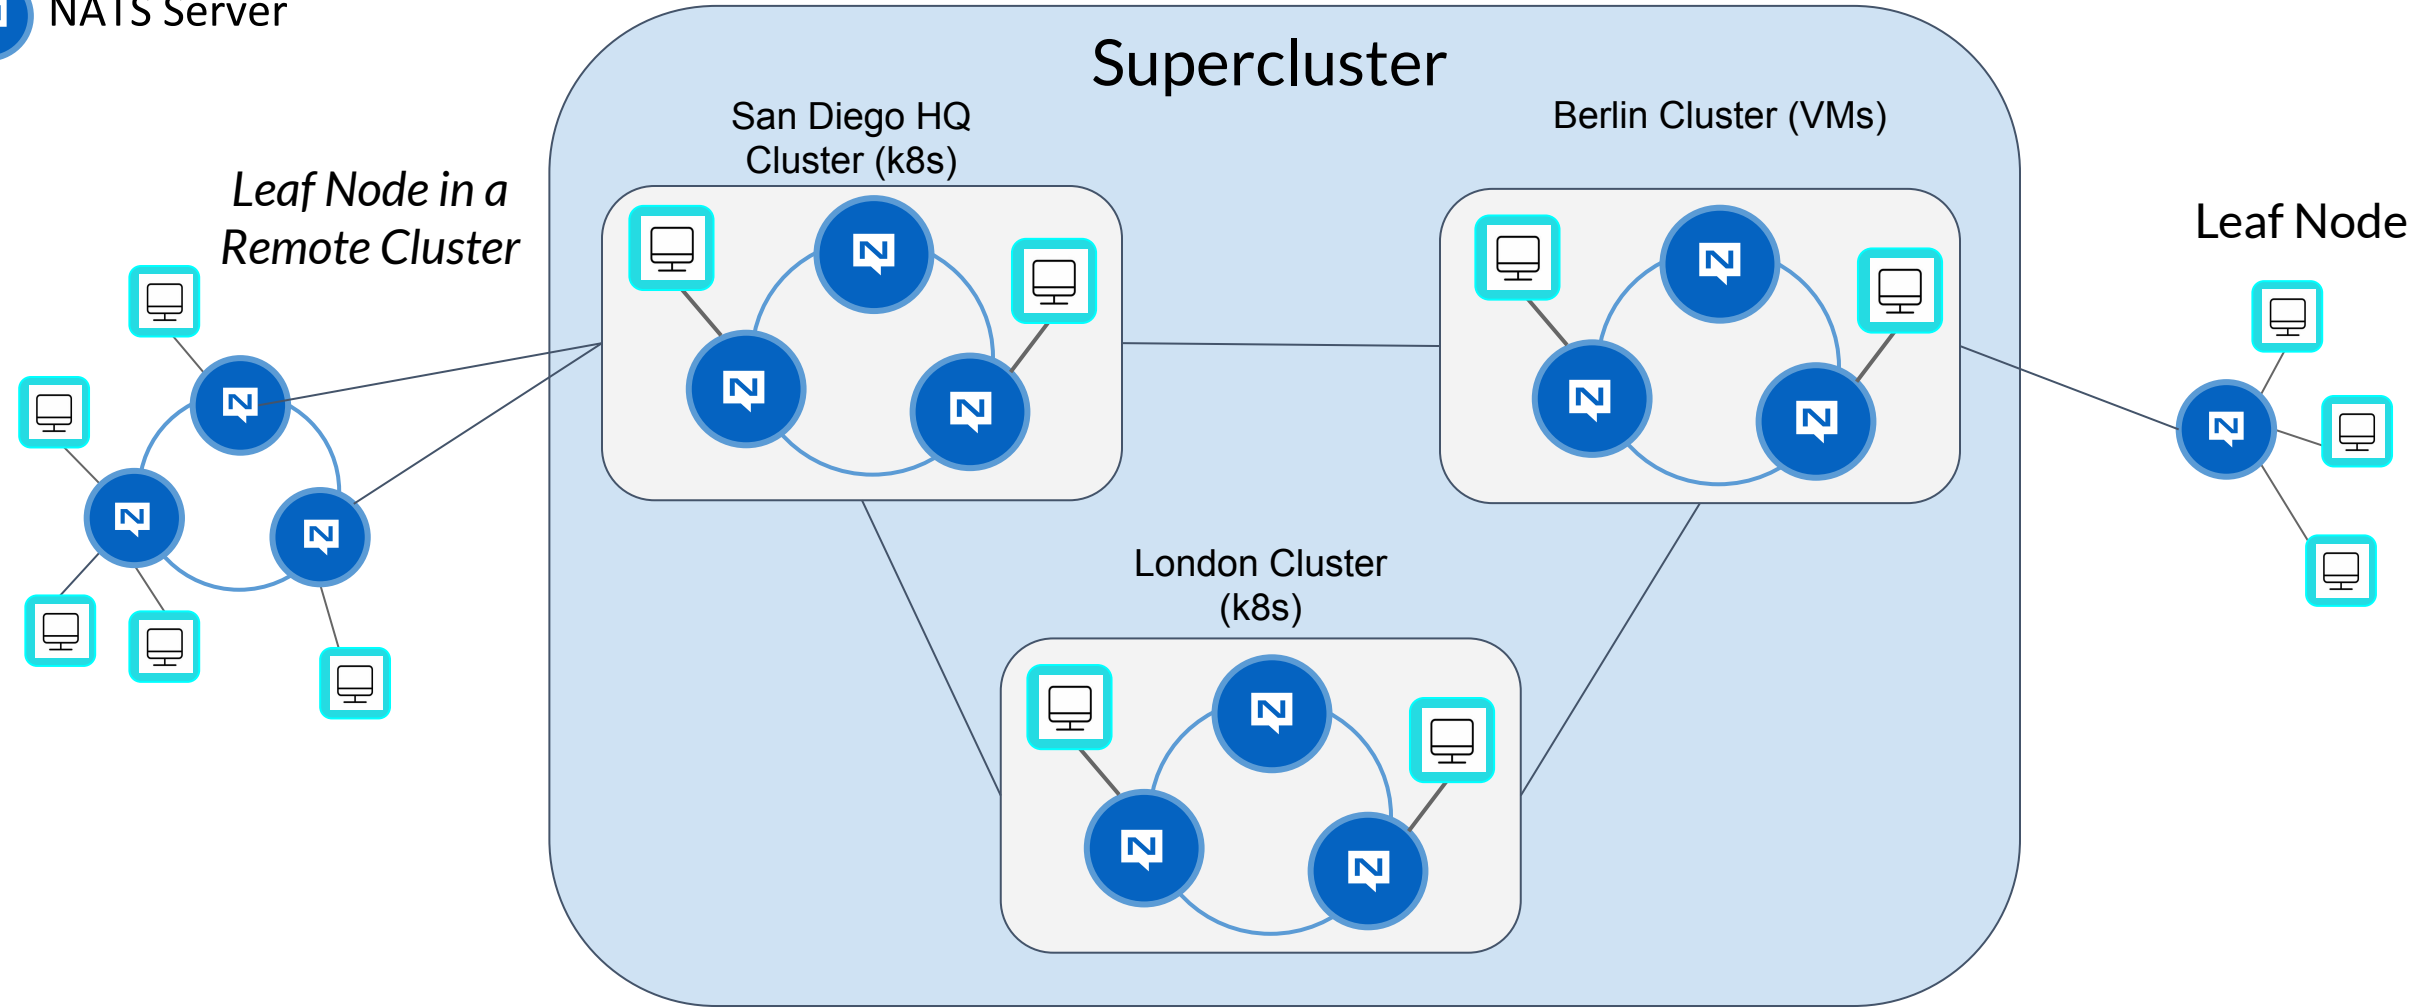 NATS Server
Supercluster
San Diego HQ
Cluster (k8s)
Berlin Cluster (VMs)
Leaf Node in a
Remote Cluster
Leaf Node
London Cluster
(k8s)